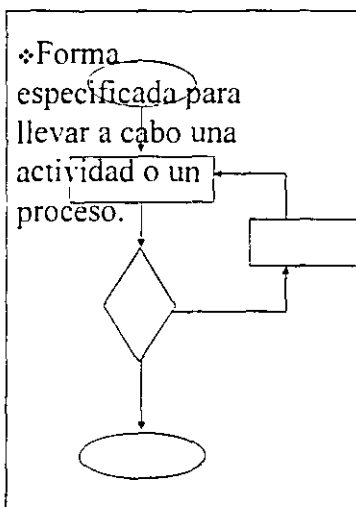 ❖Forma
especificada para
llevar a cabo una
actividad o un
proceso.